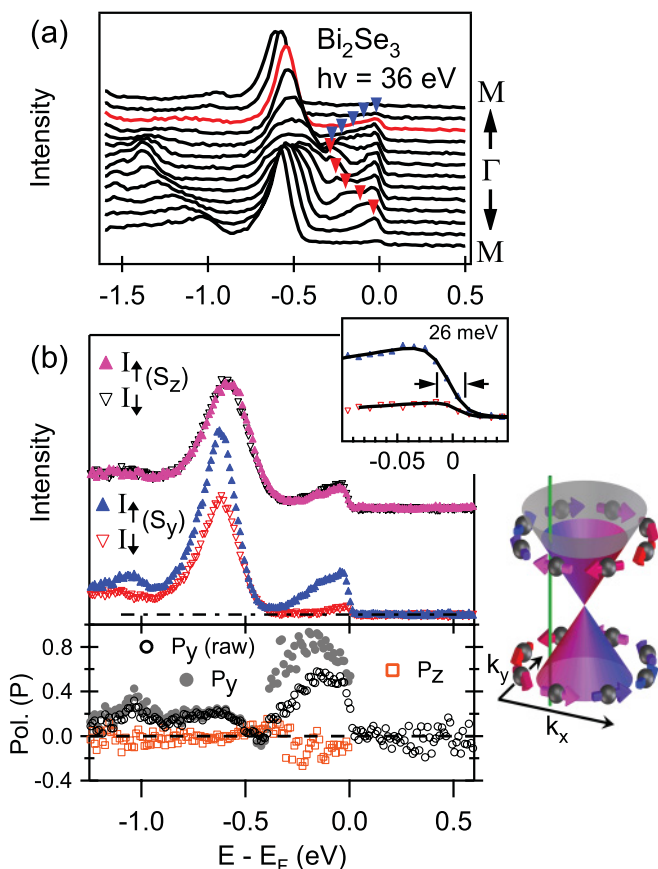 (a)
Bi2Se3
hν = 36 eV
Intensity
M
Γ
M
-1.5 -1.0 -0.5 0.0 0.5
(b)
I↑
(Sz)
I↓
26 meV
-0.05 0
Intensity
I↑
(Sy)
I↓
Py (raw)
Py
Pz
Pol. (P)
0.8
0.4
0.0
-0.4
-1.0 -0.5 0.0 0.5
E - EF (eV)
ky
kx